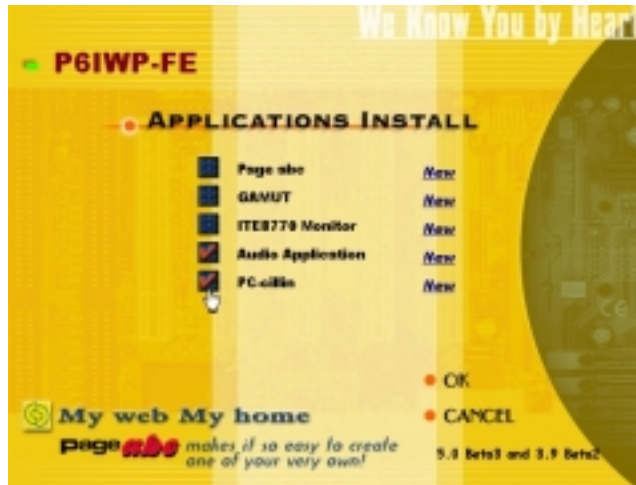 We Know You by Heart
P6IWP-FE
APPLICATIONS INSTALL
Page abc New
GAMUT New
ITE8770 Monitor New
Audio Application New
PC-cillin New
OK
My web My home
CANCEL
page abc makes it so easy to create
one of your very own!
5.0 Beta3 and 3.9 Beta2